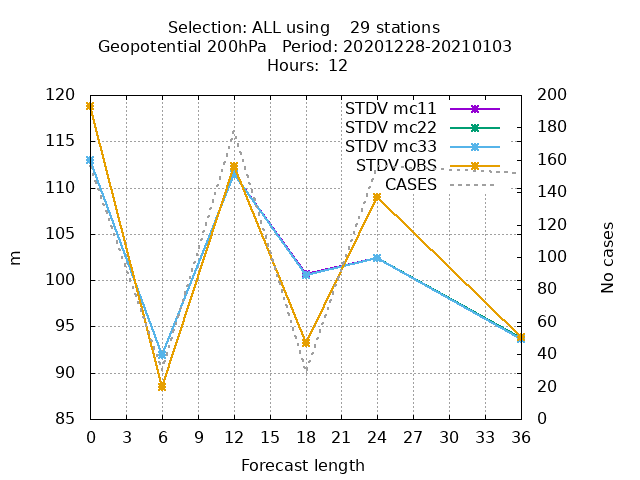 Selection: ALL using 29 stations
Geopotential 200hPa Period: 20201228-20210103
Hours: 12
STDV mc11
STDV mc22
STDV mc33
STDV OBS
CASES
120
115
110
105
100
95
90
85
200
180
160
140
120
100
80
60
40
20
0
m
No cases
0 3 6 9 12 15 18 21 24 27 30 33 36
Forecast length